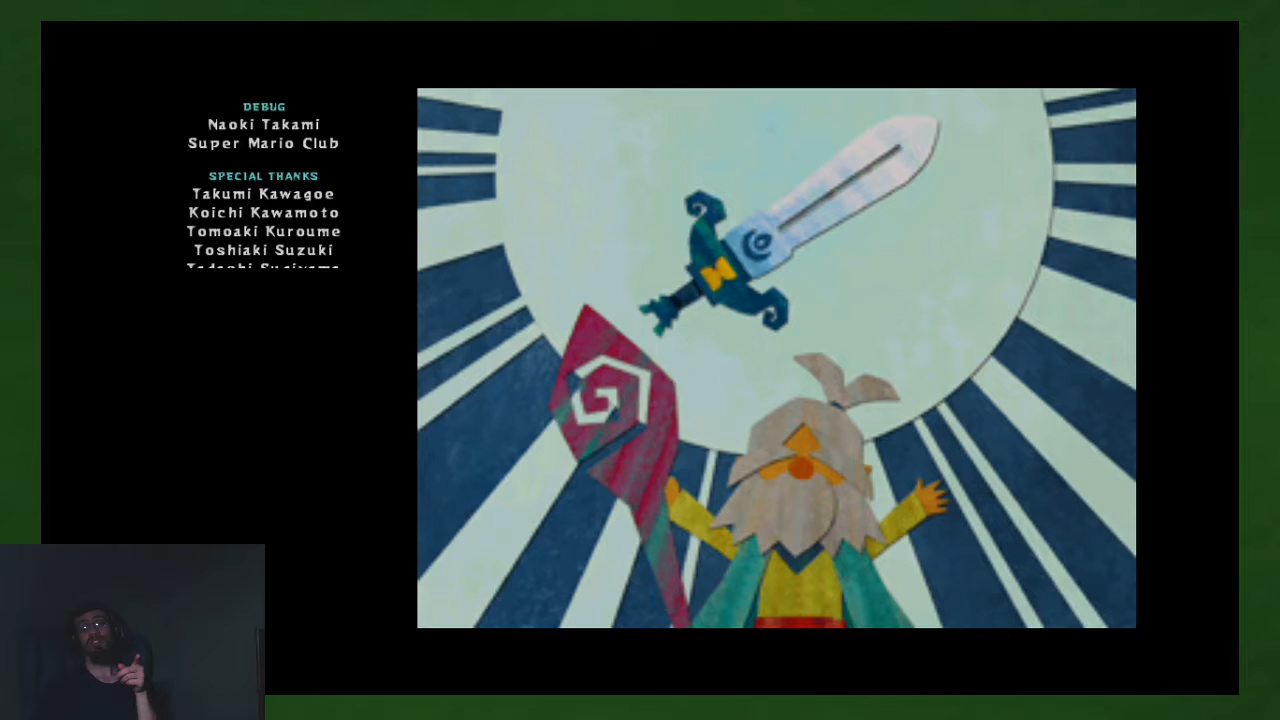 DEBUG
Naoki Takami
Super Mario Club
SPECIAL THANKS
Takumi Kawagoe
Koichi Kawamoto
Tomoaki Kuroume
Toshiaki Suzuki